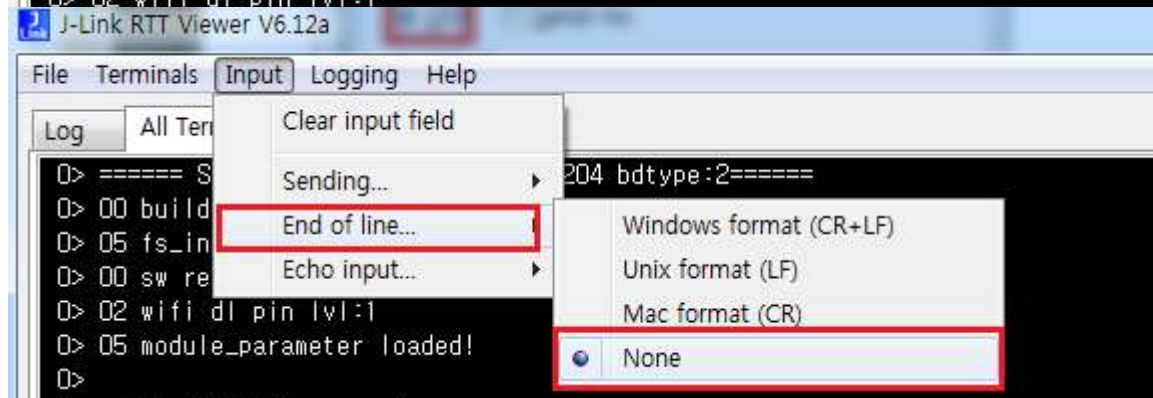 J-Link RTT Viewer V6.12a
File Terminals Input Logging Help
Log All Ter
Clear input field
Sending...
End of line...
Echo input...
Windows format (CR+LF)
Unix format (LF)
Mac format (CR)
None
0> ====== S 204 bdtype:2======
0> 00 build
0> 05 fs_in
0> 00 sw re
0> 02 wifi dl pin lvl:1
0> 05 module_parameter loaded!
0>